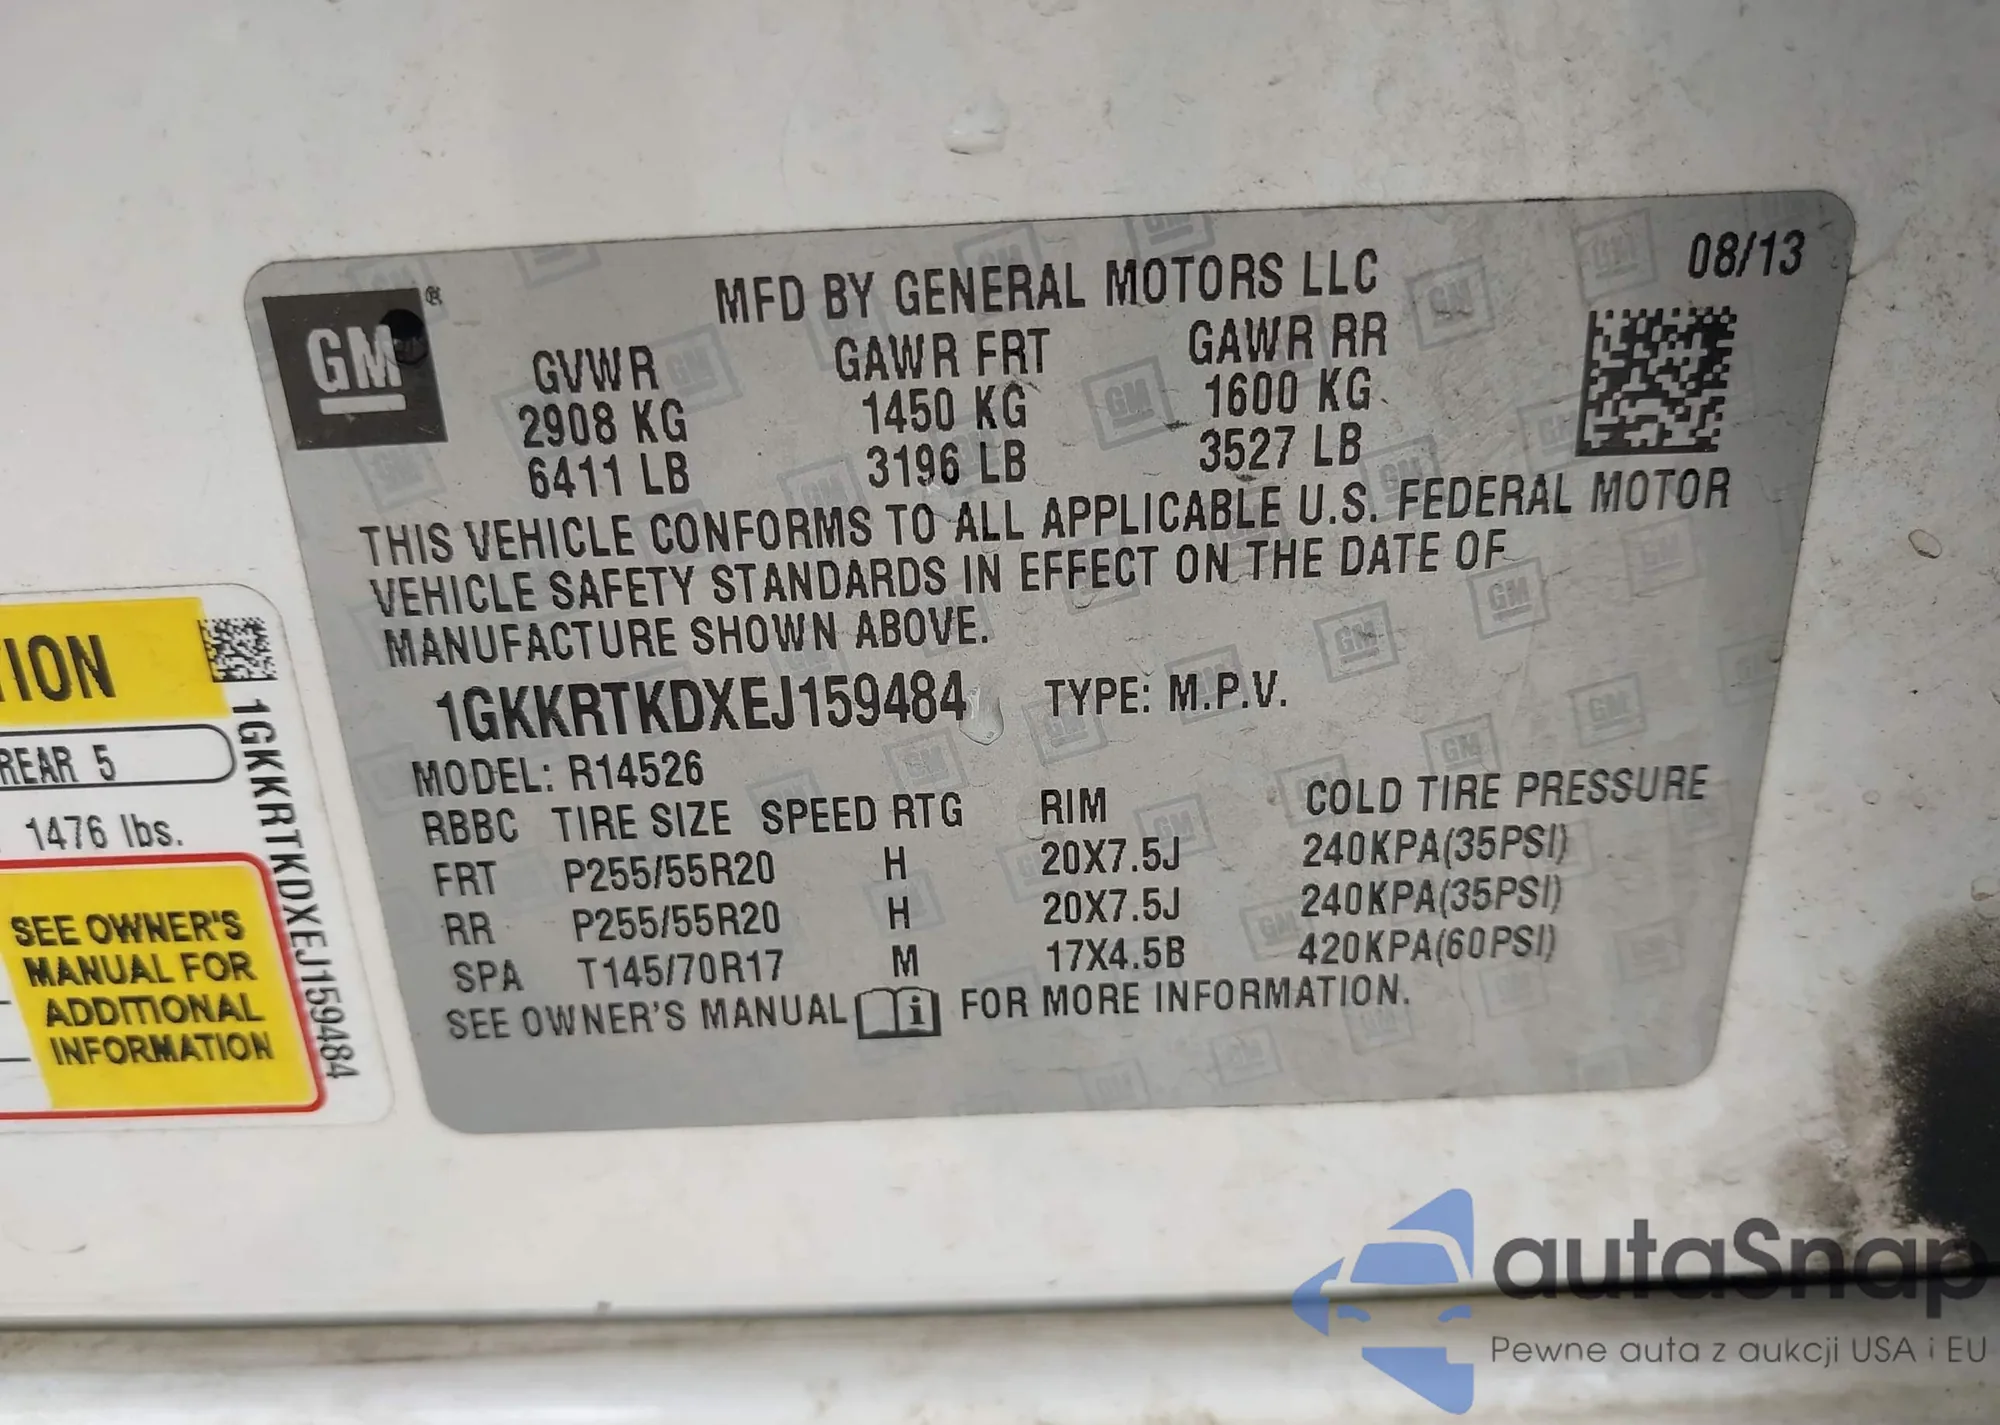 08/13
MFD BY GENERAL MOTORS LLC
GM®
GVWR GAWR FRT GAWR RR
2908 KG 1450 KG 1600 KG
6411 LB 3196 LB 3527 LB
THIS VEHICLE CONFORMS TO ALL APPLICABLE U.S. FEDERAL MOTOR
VEHICLE SAFETY STANDARDS IN EFFECT ON THE DATE OF
MANUFACTURE SHOWN ABOVE.
1GKKRTKDXEJ159484 TYPE: M.P.V.
MODEL: R14526
RBBC TIRE SIZE SPEED RTG RIM COLD TIRE PRESSURE
FRT P255/55R20 H 20X7.5J 240KPA(35PSI)
RR P255/55R20 H 20X7.5J 240KPA(35PSI)
SPA T145/70R17 M 17X4.5B 420KPA(60PSI)
SEE OWNER'S MANUAL FOR MORE INFORMATION.
REAR 5
1476 lbs.
SEE OWNER'S
MANUAL FOR
ADDITIONAL
INFORMATION
1GKKRTKDXEJ159484
autaSnap
Pewne auta z aukcji USA i EU